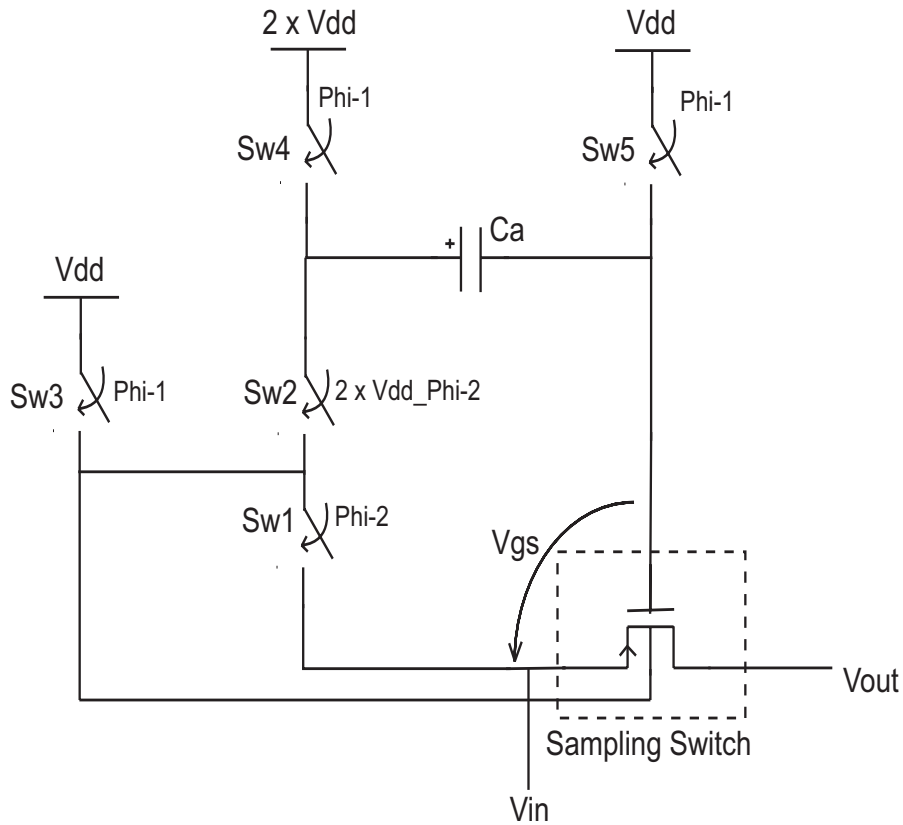 2 x Vdd
Vdd
Phi-1
Phi-1
Sw4
Sw5
+
Ca
Vdd
Sw3
Phi-1
Sw2
2 x Vdd_Phi-2
Sw1
Phi-2
Vgs
Vout
Sampling Switch
Vin